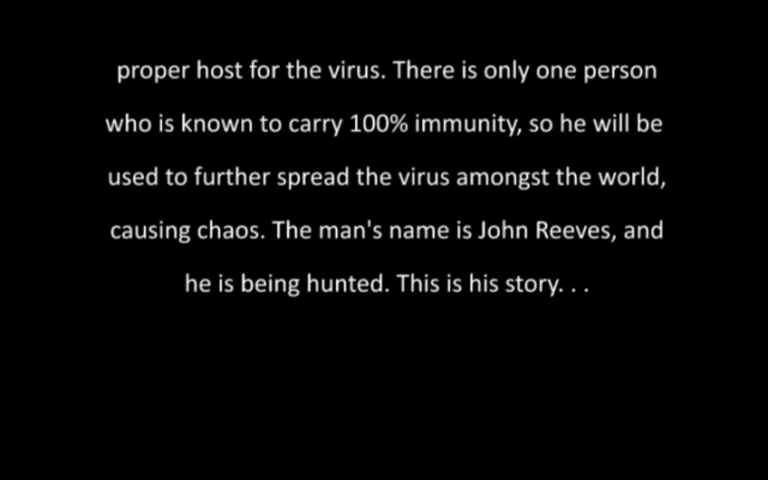 proper host for the virus. There is only one person
who is known to carry 100% immunity, so he will be
used to further spread the virus amongst the world,
causing chaos. The man's name is John Reeves, and
he is being hunted. This is his story. . .